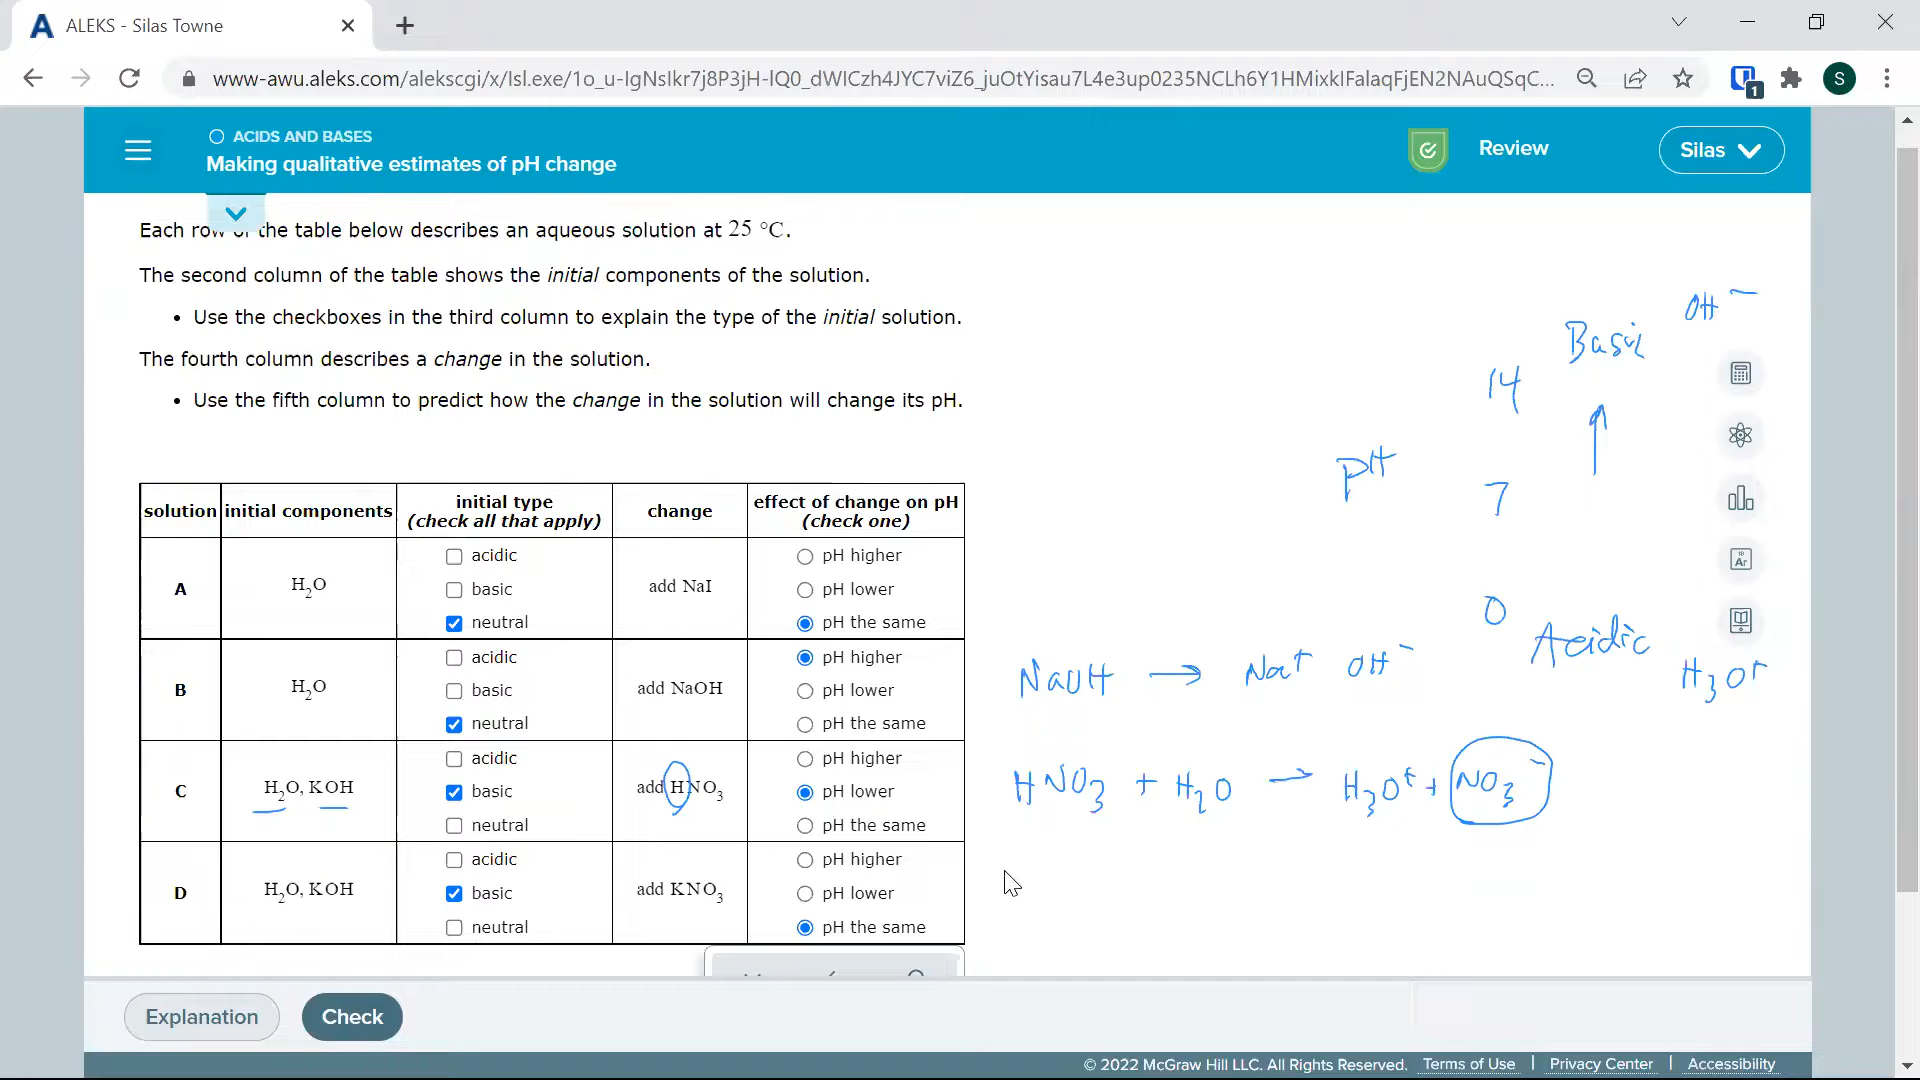 ALEKS - Silas Towne
www-awu.aleks.com/alekscgi/x/Isl.exe/1o_u-IgNsIkr7j8P3jH-lQ0_dWICzh4JYC7viZ6_juOtYisau7L4e3up0235NCLh6Y1HMixkIFalaqFjEN2NAuQSqC...
1
S
ACIDS AND BASES
Making qualitative estimates of pH change
Review
Silas
Each row of the table below describes an aqueous solution at 25 °C.
The second column of the table shows the initial components of the solution.
• Use the checkboxes in the third column to explain the type of the initial solution.
The fourth column describes a change in the solution.
• Use the fifth column to predict how the change in the solution will change its pH.
solution initial components initial type (check all that apply) change effect of change on pH (check one)
A H₂O acidic basic neutral add NaI pH higher pH lower pH the same
B H₂O acidic basic neutral add NaOH pH higher pH lower pH the same
C H₂O, KOH acidic basic neutral add HNO₃ pH higher pH lower pH the same
D H₂O, KOH acidic basic neutral add KNO₃ pH higher pH lower pH the same
OH⁻
Basic
14
pH
7
0
Acidic
H₃O⁺
NaOH → Na⁺ OH⁻
HNO₃ + H₂O → H₃O⁺ + NO₃⁻
18
Ar
Explanation
Check
© 2022 McGraw Hill LLC. All Rights Reserved. Terms of Use | Privacy Center | Accessibility